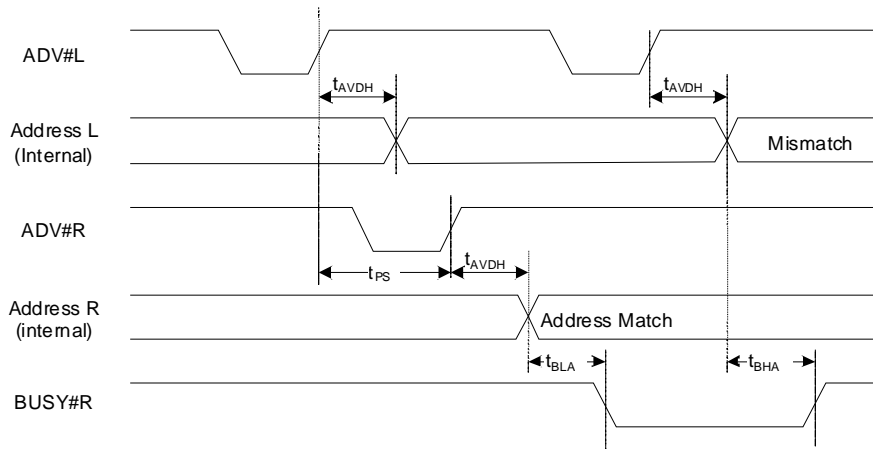 ADV#L
tAVDH
tAVDH
Address L
(Internal)
Mismatch
ADV#R
tPS
tAVDH
Address R
(internal)
Address Match
tBLA
tBHA
BUSY#R